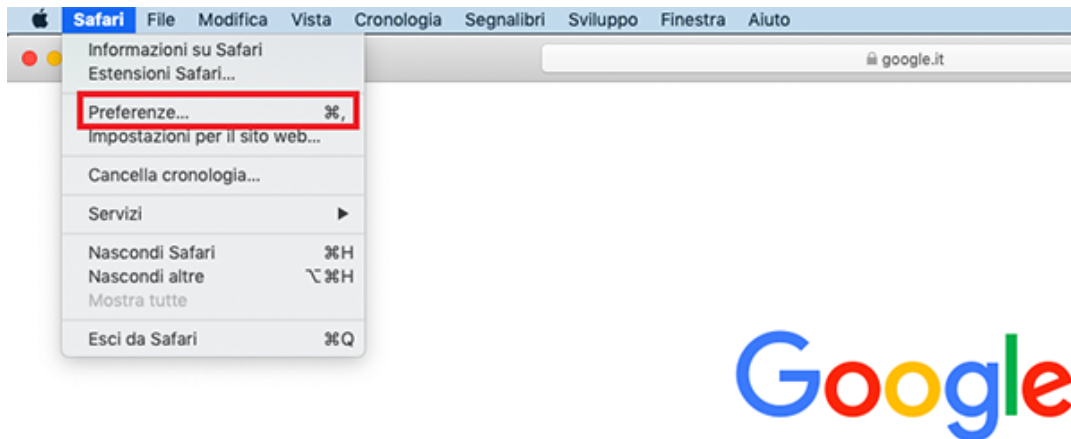 Safari File Modifica Vista Cronologia Segnalibri Sviluppo Finestra Aiuto
google.it
Informazioni su Safari
Estensioni Safari...
Preferenze... ⌘,
Impostazioni per il sito web...
Cancella cronologia...
Servizi ▶
Nascondi Safari ⌘H
Nascondi altre ⌥⌘H
Mostra tutte
Esci da Safari ⌘Q
Google